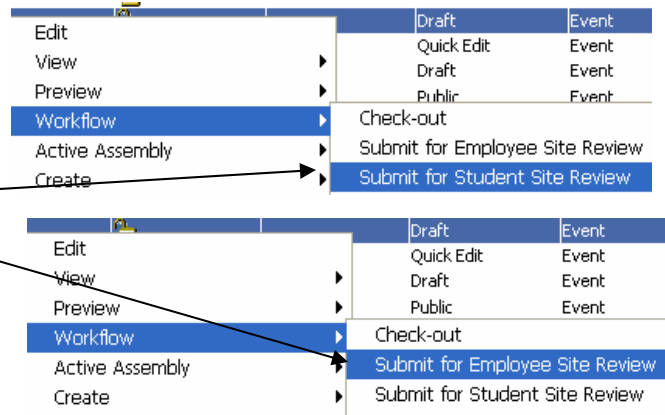 Draft Event
Edit
Quick Edit Event
View
Draft Event
Preview
Public Event
Workflow
Check-out
Active Assembly
Submit for Employee Site Review
Create
Submit for Student Site Review
Draft Event
Edit
Quick Edit Event
View
Draft Event
Preview
Public Event
Workflow
Check-out
Active Assembly
Submit for Employee Site Review
Create
Submit for Student Site Review